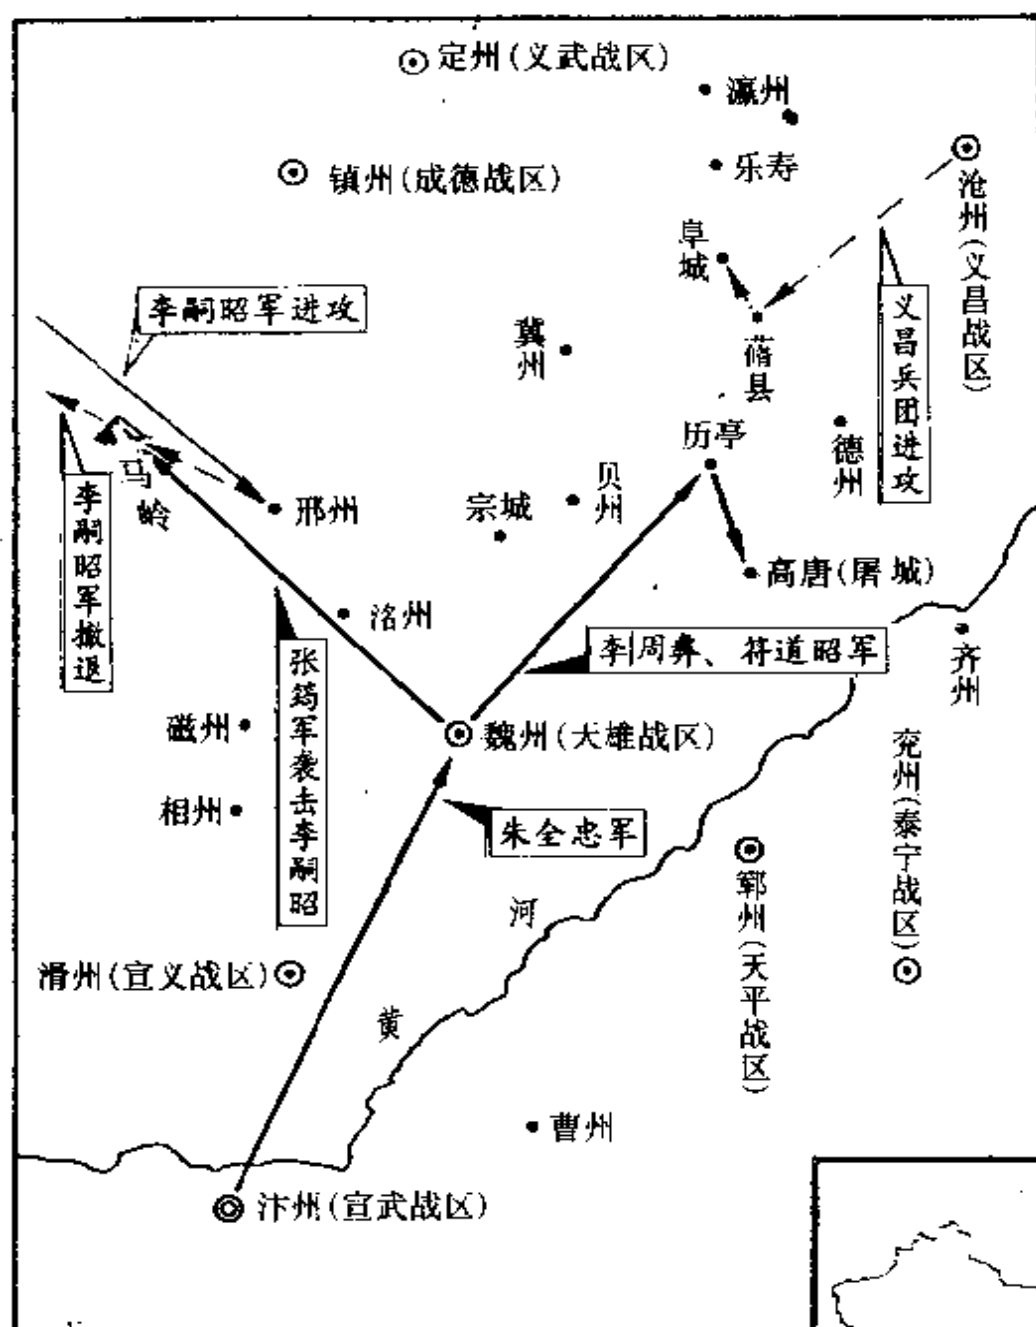 定州(义武战区)
瀛州
镇州(成德战区)
乐寿
沧州(义昌战区)
阜城
李嗣昭军进攻
义昌兵团进攻
冀州
蓨县
历亭
德州
马岭
李嗣昭军撤退
邢州
宗城
贝州
高唐(屠城)
洺州
李周彝、符道昭军
齐州
张筠军袭击李嗣昭
磁州
魏州(天雄战区)
兖州(泰宁战区)
相州
朱全忠军
郓州(天平战区)
滑州(宣义战区)
黄河
曹州
汴州(宣武战区)